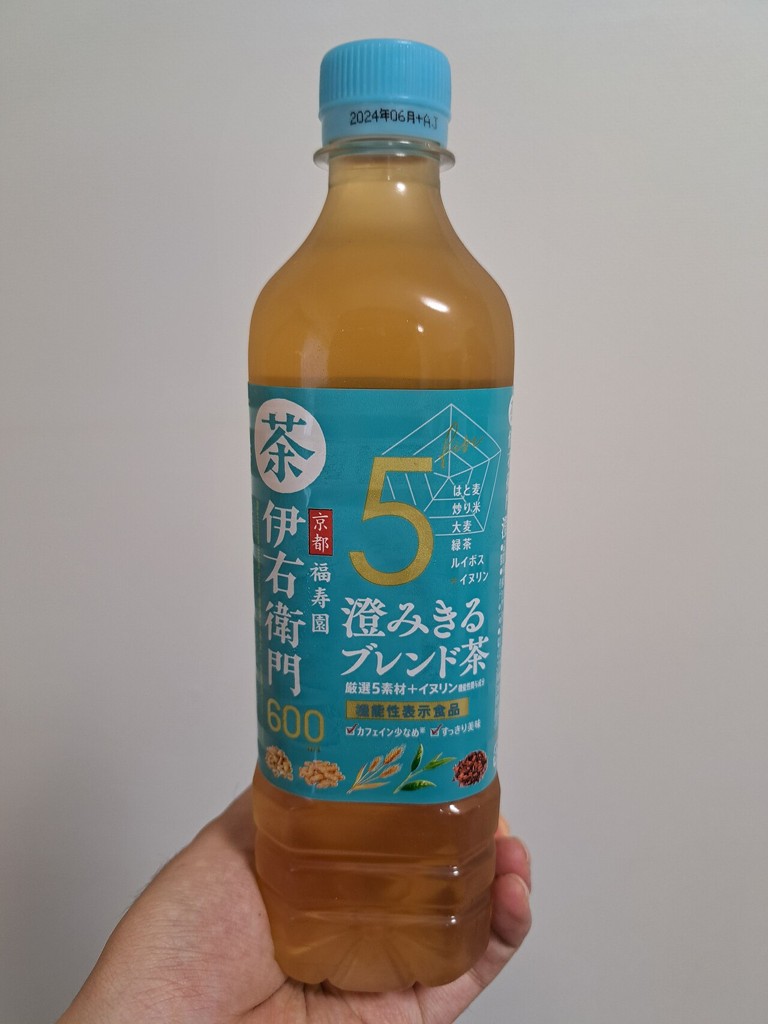 2024年06月+AJ
茶
伊右衛門
京都
福寿園
5
はと麦
炒り米
大麦
緑茶
ルイボス
+イヌリン
澄みきる
ブレンド茶
厳選5素材+イヌリン
機能性表示食品
カフェイン少なめ※ すっきり美味
600